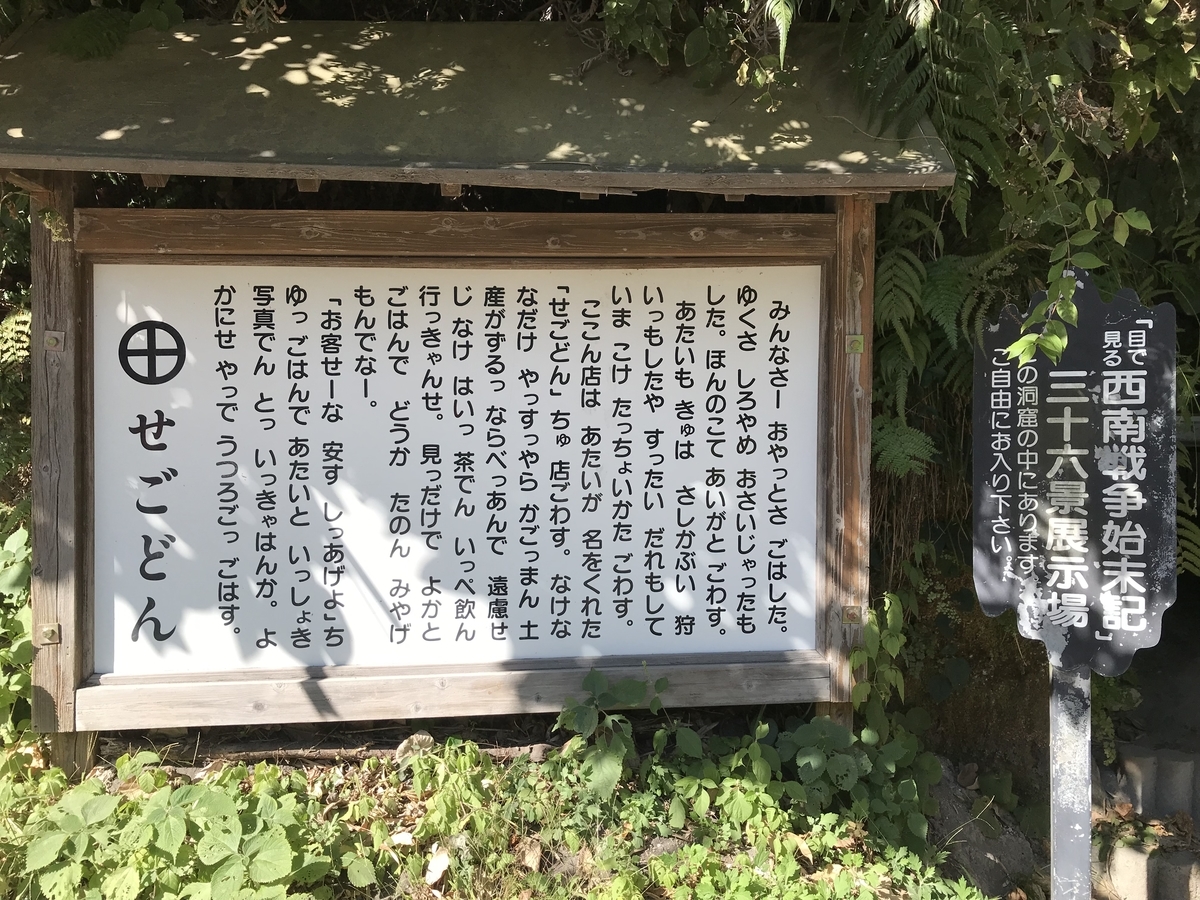 みんなさー おやっとさ ごはした。
ゆくさ しろやめ おさいじゃったも
した。ほんのこて あいがと ごわす。
あたいも きゅは さしかぶい 狩
いっもしたや すったい だれもして
いま こけ たっちょいかた ごわす。
ここん店は あたいが 名をくれた
「せごどん」ちゅ 店ごわす。なけな
なだけ やっすっやら かごっまん 土
産がずるっ ならべっあんで 遠慮せ
じ なけ はいっ 茶でん いっぺ飲ん
行っきゃんせ。見っだけで よかと
ごはんで どうか たのん みやげ
もんでなー。
「お客せーな 安す しっあげよ」ち
ゆっ ごはんで あたいと いっしょき
写真でん とっ いっきゃはんか。よ
かにせ やっで うつろごっ ごはす。
せごどん
「目で見る西南戦争始末記」
三十六景展示場
の洞窟の中にあります
ご自由にお入り下さい。